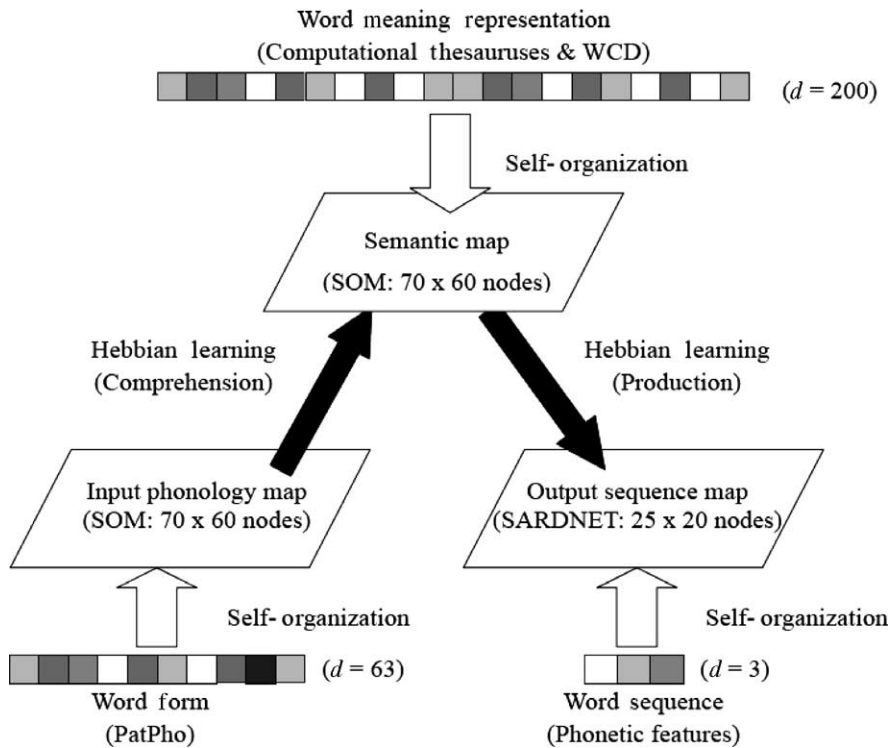 Word meaning representation
(Computational thesauruses & WCD)
(d = 200)
Self- organization
Semantic map
(SOM: 70 x 60 nodes)
Hebbian learning
(Comprehension)
Hebbian learning
(Production)
Input phonology map
(SOM: 70 x 60 nodes)
Output sequence map
(SARDNET: 25 x 20 nodes)
Self- organization
Self- organization
(d = 63)
(d = 3)
Word form
(PatPho)
Word sequence
(Phonetic features)